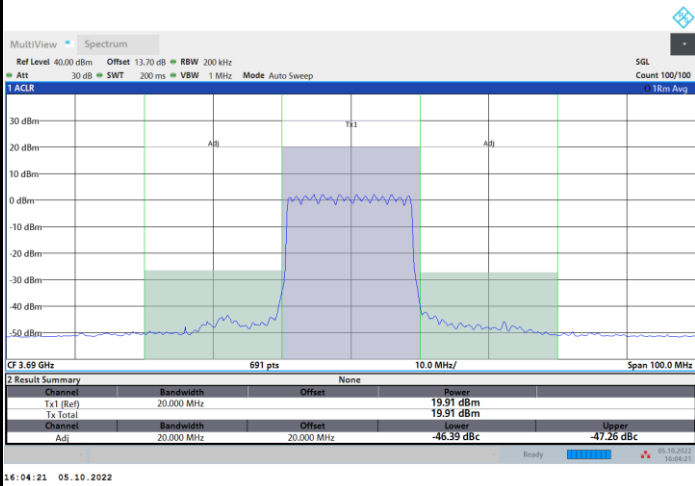 MultiView Spectrum
Ref Level 40.00 dBm Offset 13.70 dB RBW 200 kHz SGL
Att 30 dB SWT 200 ms VBW 1 MHz Mode Auto Sweep Count 100/100
1 ACLR 1Rm Avg
Tx1
Adj Adj
30 dBm
20 dBm
10 dBm
0 dBm
-10 dBm
-20 dBm
-30 dBm
-40 dBm
-50 dBm
CF 3.69 GHz 691 pts 10.0 MHz/ Span 100.0 MHz
2 Result Summary None
Channel Bandwidth Offset Power
Tx1 (Ref) 20.000 MHz 19.91 dBm
Tx Total 19.91 dBm
Channel Bandwidth Offset Lower Upper
Adj 20.000 MHz 20.000 MHz -46.39 dBc -47.26 dBc
Ready 05.10.2022
16:04:21
16:04:21 05.10.2022